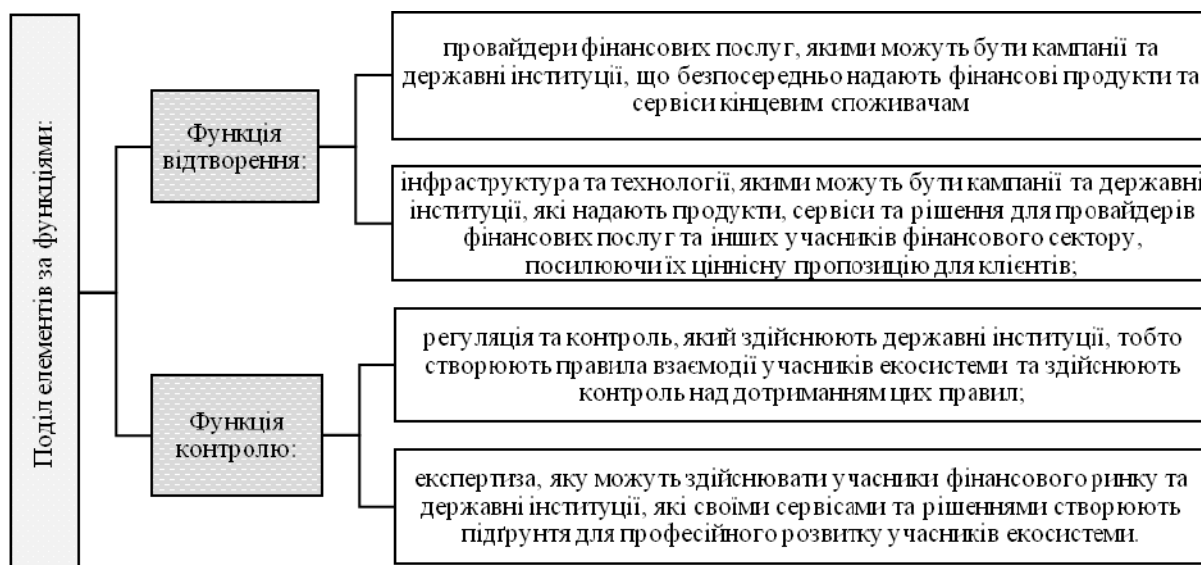 Поділ елементів за функціями:
Функція
відтворення:
провайдери фінансових послуг, якими можуть бути кампанії та
державні інституції, що безпосередньо надають фінансові продукти та
сервіси кінцевим споживачам
інфраструктура та технології, якими можуть бути кампанії та державні
інституції, які надають продукти, сервіси та рішення для провайдерів
фінансових послуг та інших учасників фінансового сектору,
посилюючи їх ціннісну пропозицію для клієнтів;
Функція
контролю:
регуляція та контроль, який здійснюють державні інституції, тобто
створюють правила взаємодії учасників екосистеми та здійснюють
контроль над дотриманням цих правил;
експертиза, яку можуть здійснювати учасники фінансового ринку та
державні інституції, які своїми сервісами та рішеннями створюють
підґрунтя для професійного розвитку учасників екосистеми.